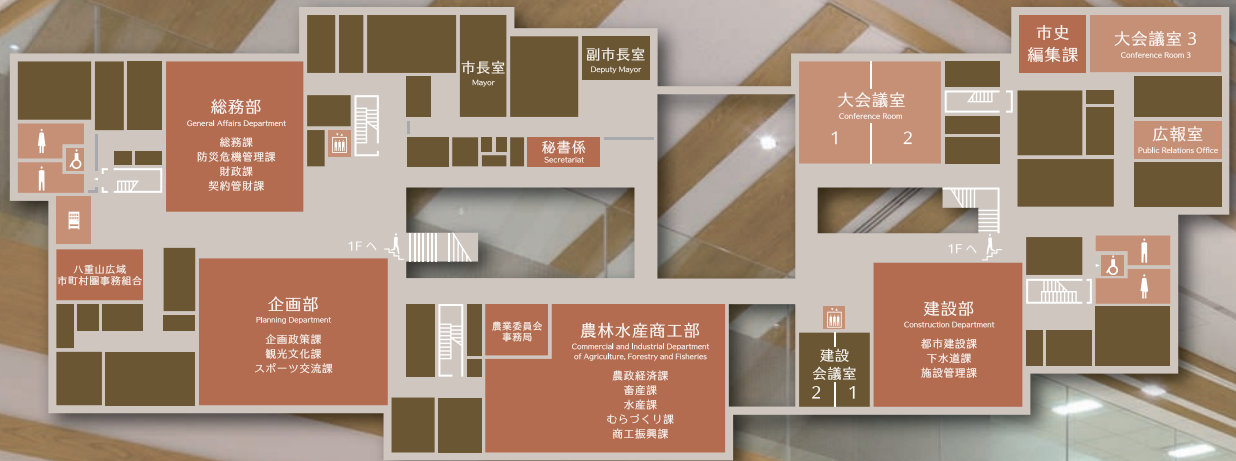 市長室
Mayor
副市長室
Deputy Mayor
市史
編集課
大会議室 3
Conference Room 3
総務部
General Affairs Department
総務課
防災危機管理課
財政課
契約管財課
秘書係
Secretariat
大会議室
Conference Room
1
2
広報室
Public Relations Office
1F へ
1F へ
八重山広域
市町村圏事務組合
企画部
Planning Department
企画政策課
観光文化課
スポーツ交流課
農業委員会
事務局
農林水産商工部
Commercial and Industrial Department
of Agriculture, Forestry and Fisheries
農政経済課
畜産課
水産課
むらづくり課
商工振興課
建設
会議室
2
1
建設部
Construction Department
都市建設課
下水道課
施設管理課